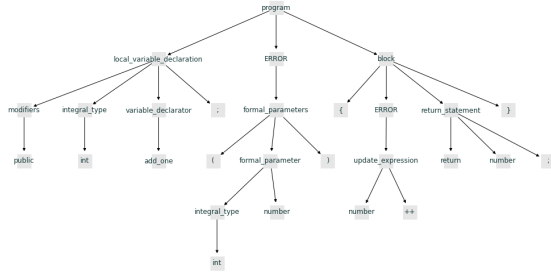 program
local_variable_declaration ERROR block
modifiers integral_type variable_declarator ; formal_parameters { ERROR return_statement }
public int add_one ( formal_parameter ) update_expression return number ;
integral_type number number ++
int